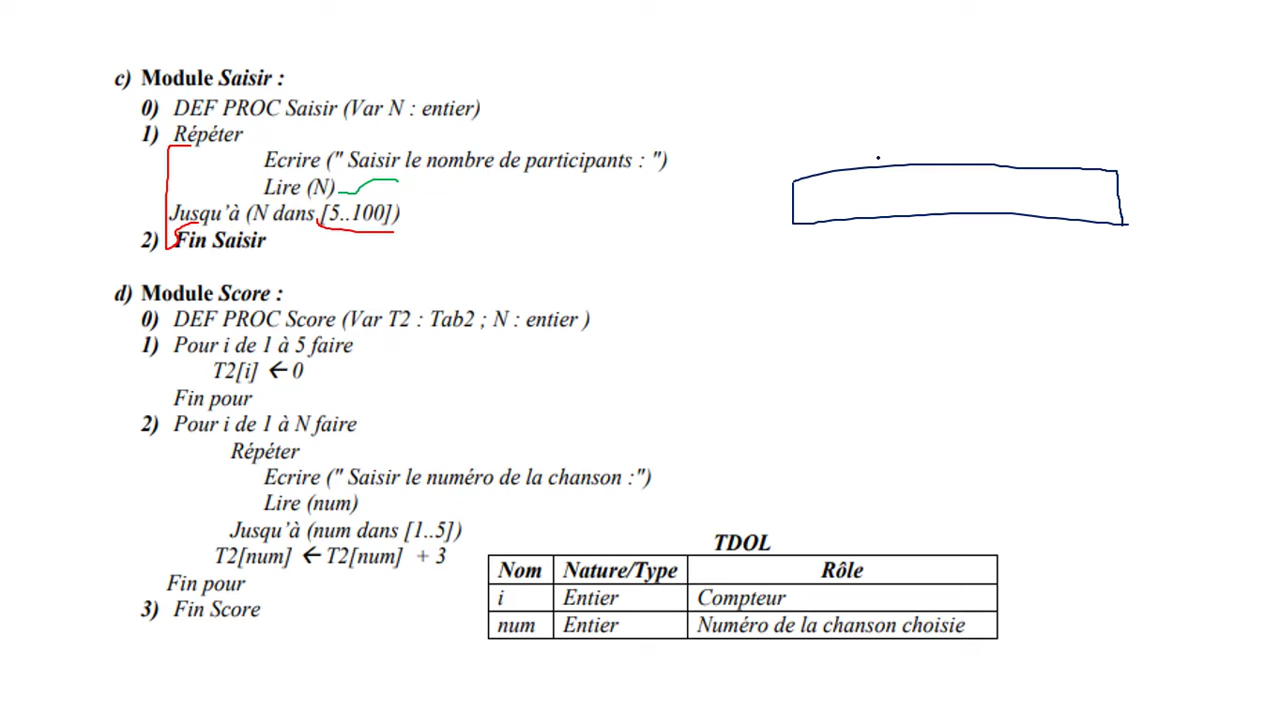 c) Module Saisir :
0) DEF PROC Saisir (Var N : entier)
1) Répéter
Ecrire (" Saisir le nombre de participants : ")
Lire (N)
Jusqu'à (N dans [5..100])
2) Fin Saisir
d) Module Score :
0) DEF PROC Score (Var T2 : Tab2 ; N : entier )
1) Pour i de 1 à 5 faire
T2[i] ← 0
Fin pour
2) Pour i de 1 à N faire
Répéter
Ecrire (" Saisir le numéro de la chanson :")
Lire (num)
Jusqu'à (num dans [1..5])
T2[num] ← T2[num] + 3
Fin pour
3) Fin Score
TDOL
Nom Nature/Type Rôle
i Entier Compteur
num Entier Numéro de la chanson choisie